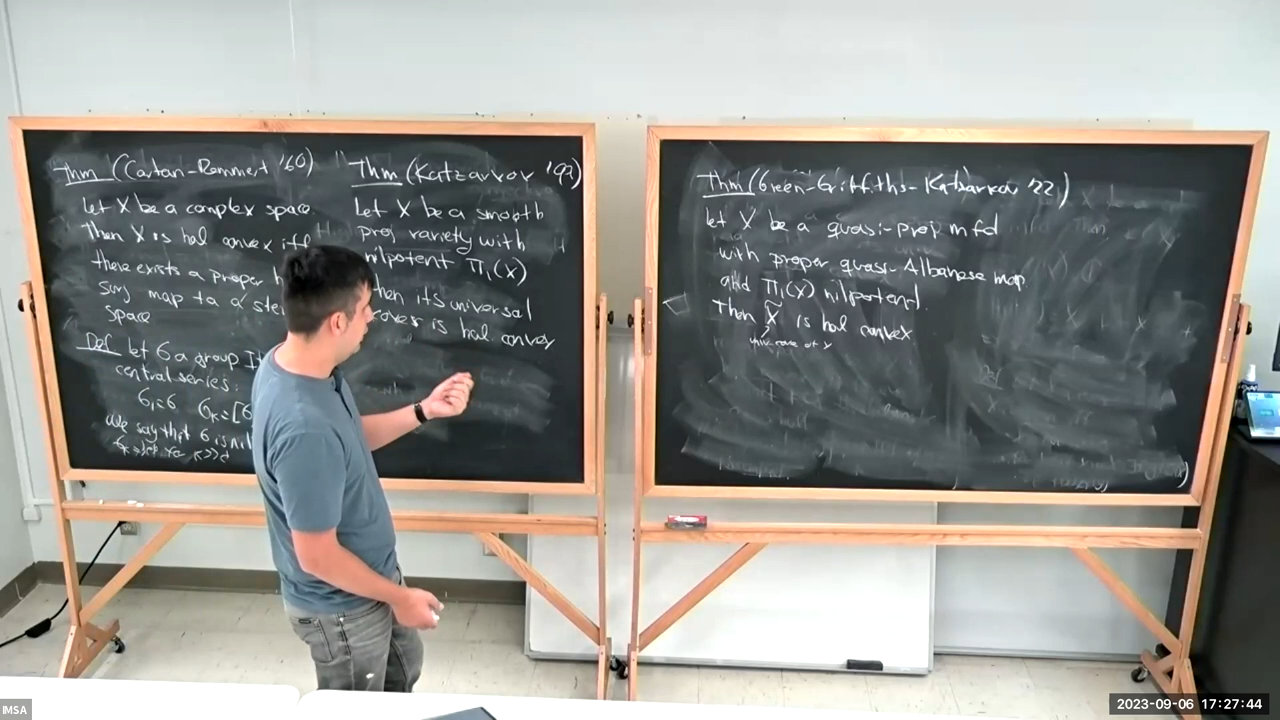 Thm (Cartan-Remmert '60)
Let X be a complex space.
Then X is hol convex iff
there exists a proper h
surj map to a stei
space
Def let G a group It
central series:
G₁=G G_K=[G
We say that G is nil
Thm (Katzarkov '97)
Let X be a smooth
proj variety with
nilpotent π₁(X)
then its universal
cover is hol convex
Thm (Green-Griffiths-Katzarkov '22)
let X be a quasi-proj mfd
with proper quasi-Albanese map
and π₁(X) nilpotent.
Then X̃ is hol convex
univ cover of X
IMSA
2023-09-06 17:27:44